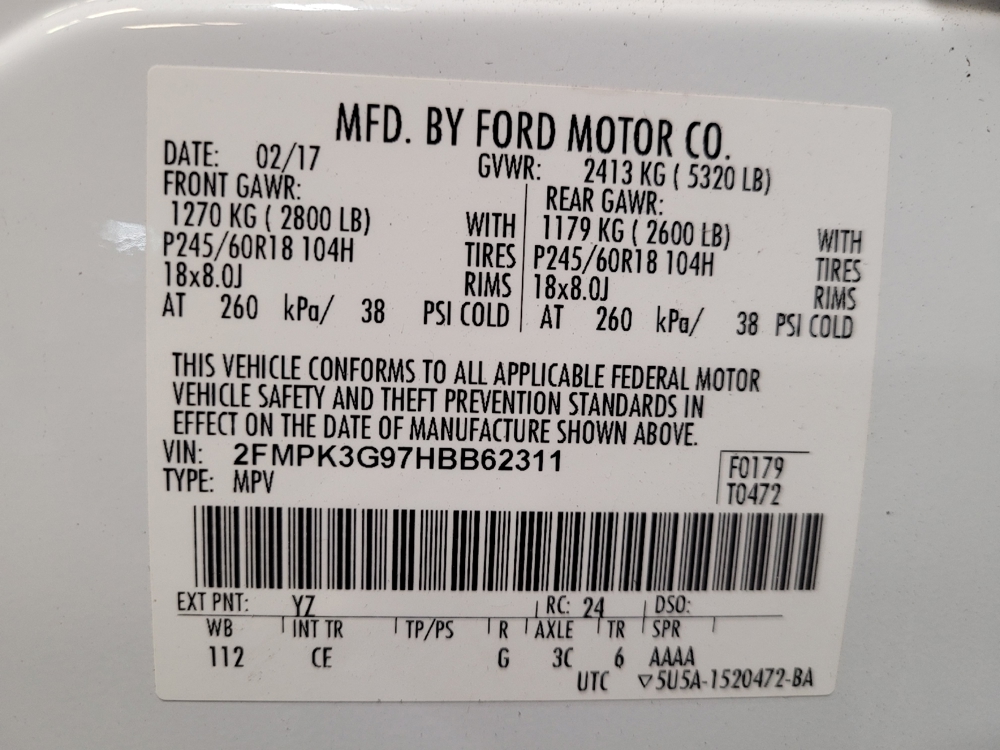 MFD. BY FORD MOTOR CO.
DATE: 02/17 GVWR: 2413 KG ( 5320 LB)
FRONT GAWR: REAR GAWR:
1270 KG ( 2800 LB) WITH 1179 KG ( 2600 LB) WITH
P245/60R18 104H TIRES P245/60R18 104H TIRES
18x8.0J RIMS 18x8.0J RIMS
AT 260 kPa/ 38 PSI COLD AT 260 kPa/ 38 PSI COLD
THIS VEHICLE CONFORMS TO ALL APPLICABLE FEDERAL MOTOR
VEHICLE SAFETY AND THEFT PREVENTION STANDARDS IN
EFFECT ON THE DATE OF MANUFACTURE SHOWN ABOVE.
VIN: 2FMPK3G97HBB62311 F0179
TYPE: MPV T0472
EXT PNT: YZ RC: 24 DSO:
WB INT TR TP/PS R AXLE TR SPR
112 CE G 3C 6 AAAA
UTC ▽5U5A-1520472-BA